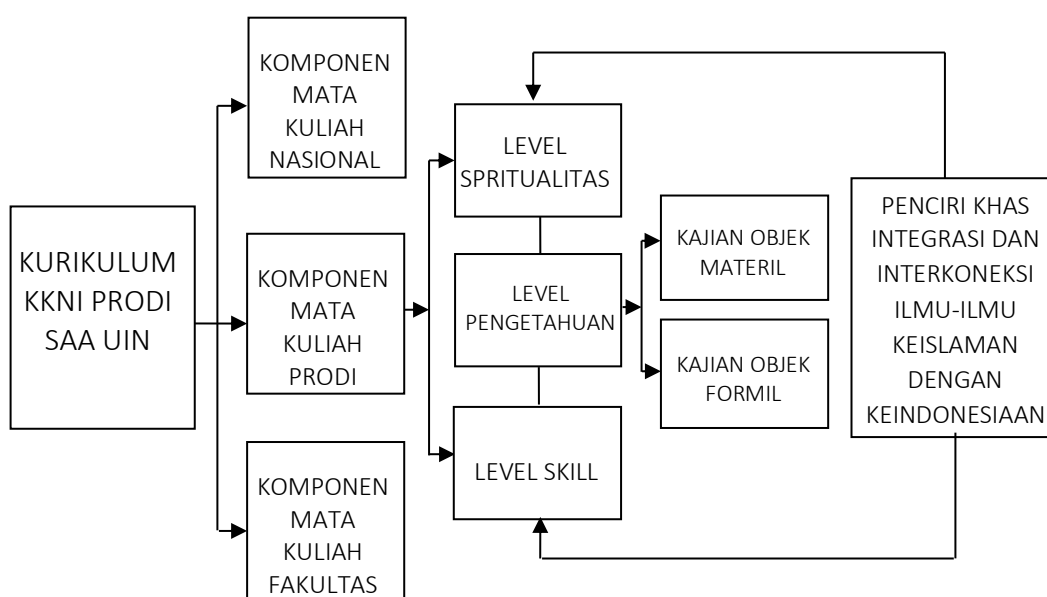 KURIKULUM
KKNI PRODI
SAA UIN
KOMPONEN
MATA
KULIAH
NASIONAL
KOMPONEN
MATA
KULIAH
PRODI
KOMPONEN
MATA
KULIAH
FAKULTAS
LEVEL
SPRITUALITAS
LEVEL
PENGETAHUAN
LEVEL SKILL
KAJIAN OBJEK
MATERIL
KAJIAN OBJEK
FORMIL
PENCIRI KHAS
INTEGRASI DAN
INTERKONEKSI
ILMU-ILMU
KEISLAMAN
DENGAN
KEINDONESIAAN